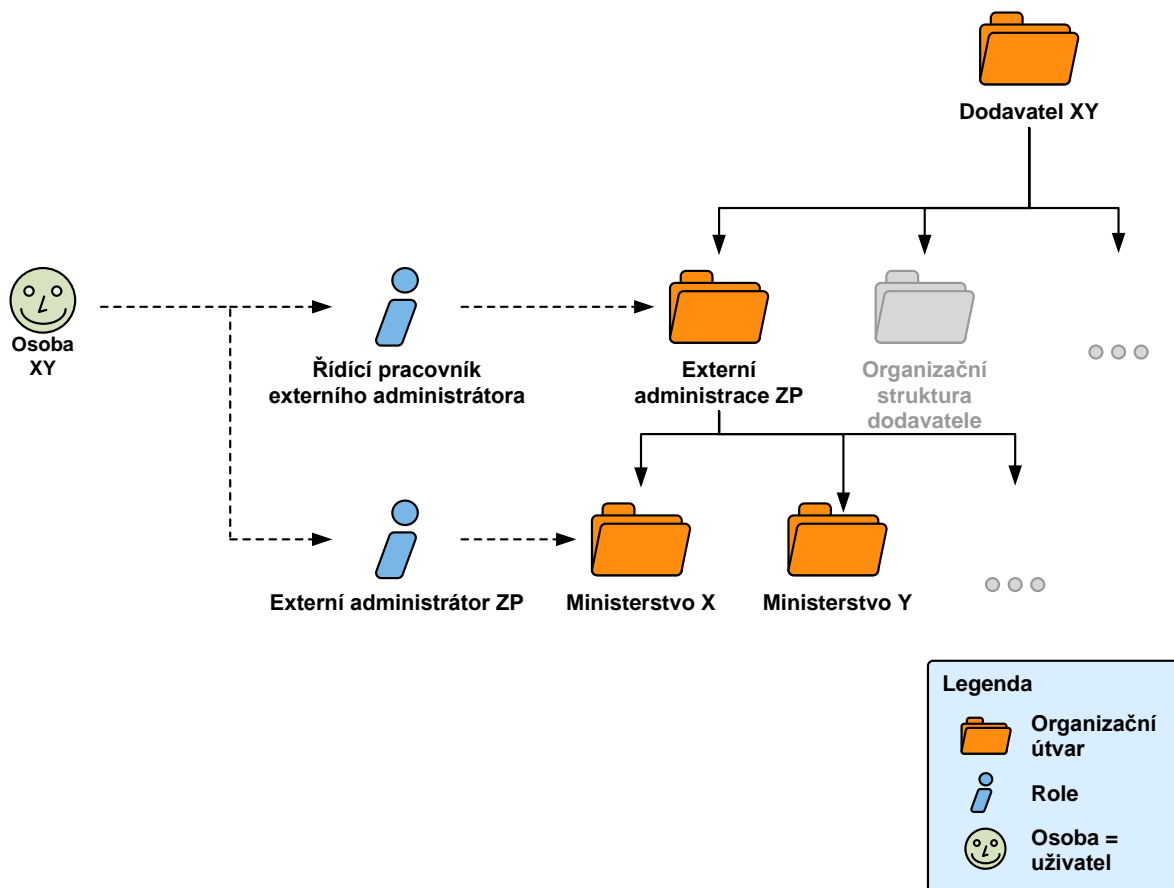 Dodavatel XY
Osoba
XY
Řídící pracovník
externího administrátora
Externí
administrace ZP
Organizační
struktura
dodavatele
Externí administrátor ZP
Ministerstvo X
Ministerstvo Y
Legenda
Organizační
útvar
Role
Osoba =
uživatel